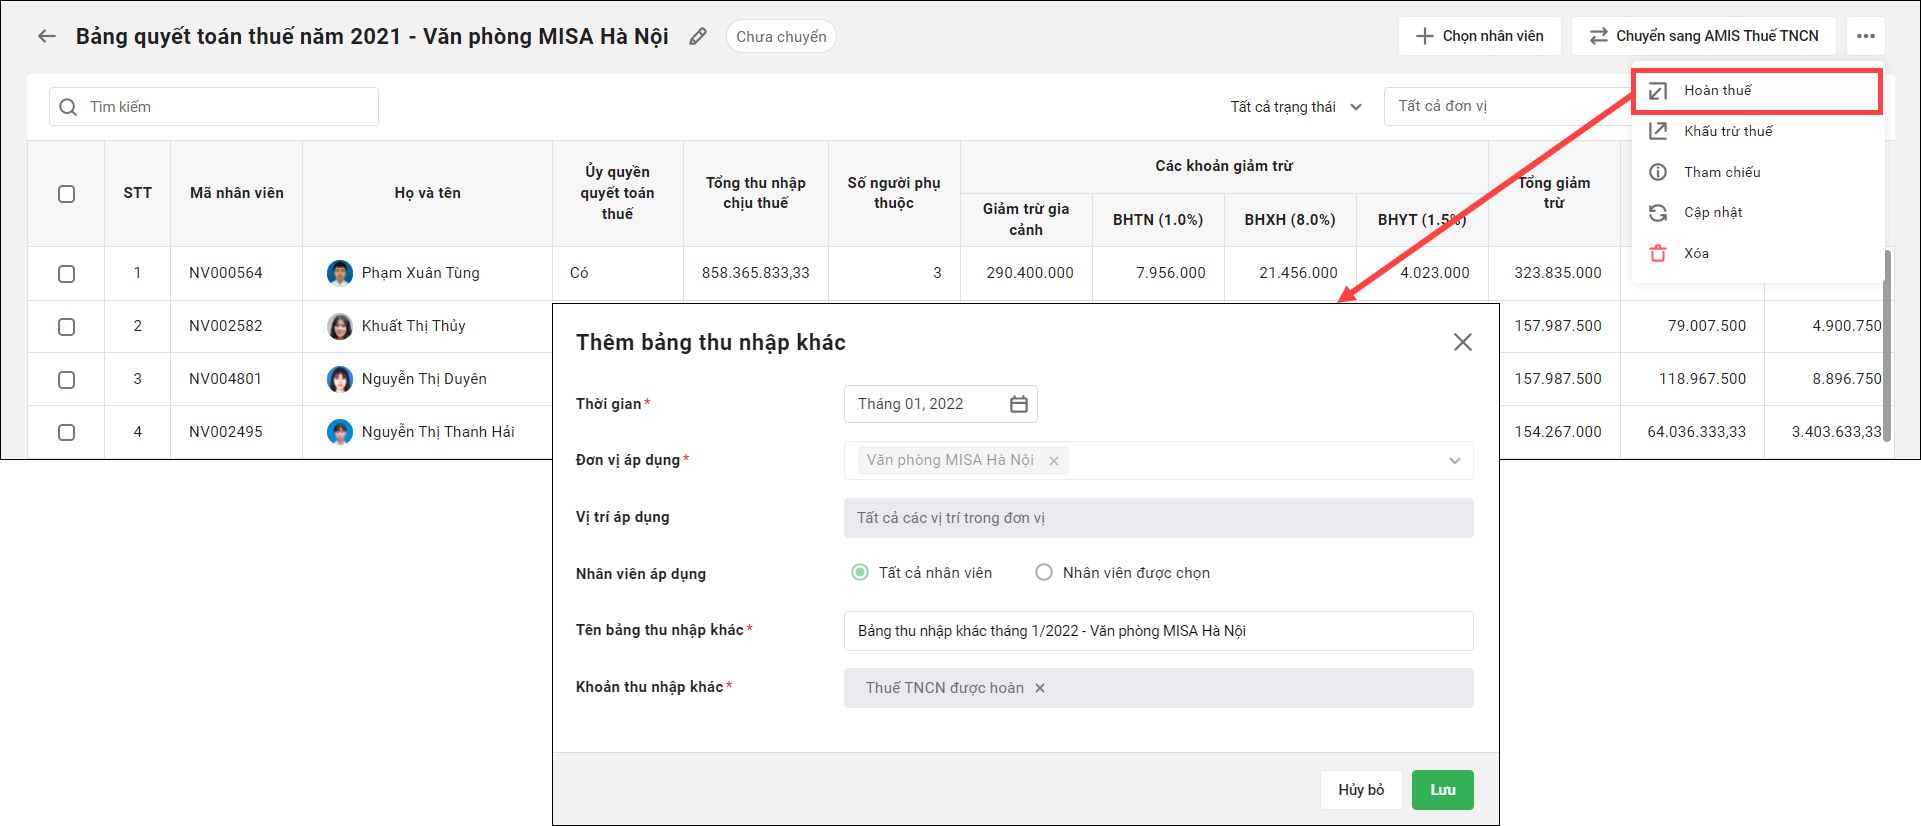 Bảng quyết toán thuế năm 2021 - Văn phòng MISA Hà Nội
Chưa chuyển
Chọn nhân viên
Chuyển sang AMIS Thuế TNCN
Tìm kiếm
Tất cả trạng thái
Tất cả đơn vị
Hoàn thuế
Khấu trừ thuế
Tham chiếu
Cập nhật
Xóa
STT
Mã nhân viên
Họ và tên
Ủy quyền
quyết toán
thuế
Tổng thu nhập
chịu thuế
Số người phụ
thuộc
Các khoản giảm trừ
Giảm trừ gia
cảnh
BHTN (1.0%)
BHXH (8.0%)
BHYT (1.5%)
Tổng giảm
trừ
1 NV000564 Phạm Xuân Tùng Có 858.365.833,33 3 290.400.000 7.956.000 21.456.000 4.023.000 323.835.000
2 NV002582 Khuất Thị Thủy 157.987.500 79.007.500 4.900.750
3 NV004801 Nguyễn Thị Duyên 157.987.500 118.967.500 8.896.750
4 NV002495 Nguyễn Thị Thanh Hải 154.267.000 64.036.333,33 3.403.633,33
Thêm bảng thu nhập khác
Thời gian* Tháng 01, 2022
Đơn vị áp dụng* Văn phòng MISA Hà Nội
Vị trí áp dụng Tất cả các vị trí trong đơn vị
Nhân viên áp dụng Tất cả nhân viên Nhân viên được chọn
Tên bảng thu nhập khác* Bảng thu nhập khác tháng 1/2022 - Văn phòng MISA Hà Nội
Khoản thu nhập khác* Thuế TNCN được hoàn
Hủy bỏ Lưu